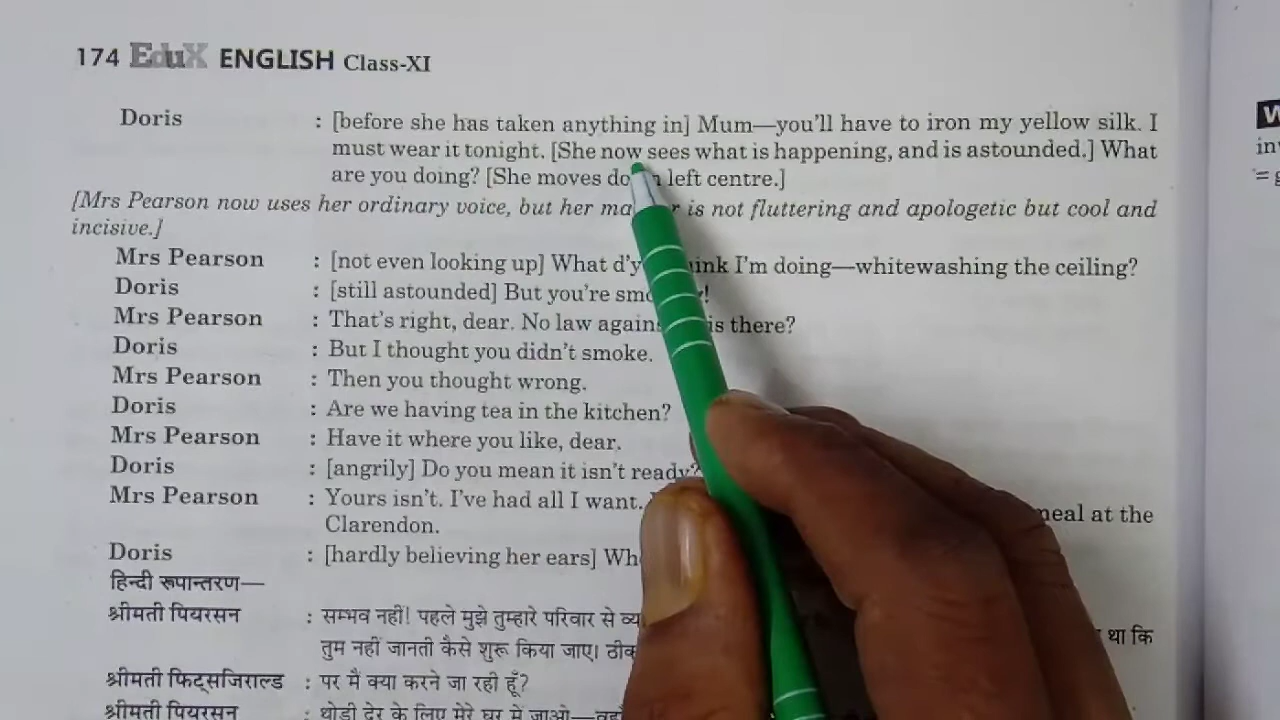 174 EduX ENGLISH Class-XI
Doris : [before she has taken anything in] Mum—you'll have to iron my yellow silk. I
must wear it tonight. [She now sees what is happening, and is astounded.] What
are you doing? [She moves left centre.]
[Mrs Pearson now uses her ordinary voice, but her is not fluttering and apologetic but cool and
incisive.]
Mrs Pearson : [not even looking up] What d'y I'm doing—whitewashing the ceiling?
Doris : [still astounded] But you're
Mrs Pearson : That's right, dear. No law is there?
Doris : But I thought you didn't smoke.
Mrs Pearson : Then you thought wrong.
Doris : Are we having tea in the kitchen?
Mrs Pearson : Have it where you like, dear.
Doris : [angrily] Do you mean it isn't ready?
Mrs Pearson : Yours isn't. I've had all I want. meal at the
Clarendon.
Doris : [hardly believing her ears]
हिन्दी रूपान्तरण—
श्रीमती पियरसन : सम्भव नहीं! पहले मुझे तुम्हारे परिवार से था कि
तुम नहीं जानती कैसे शुरू किया जाए।
श्रीमती फिट्सजिराल्ड : पर मैं क्या करने जा रही हूँ?
श्रीमती पियरसन : थोड़ी देर के लिए मेरे घर में जाओ—